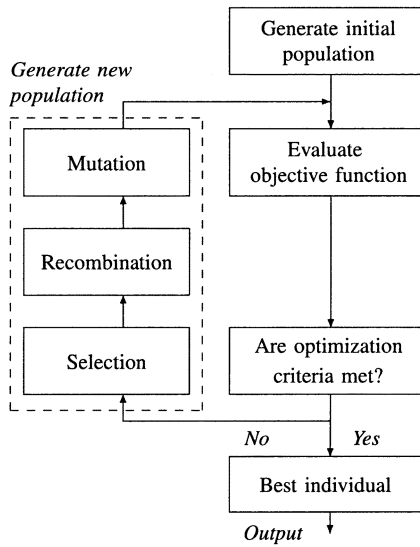 Generate initial
population
Generate new
population
Mutation
Evaluate
objective function
Recombination
Selection
Are optimization
criteria met?
No
Yes
Best individual
Output